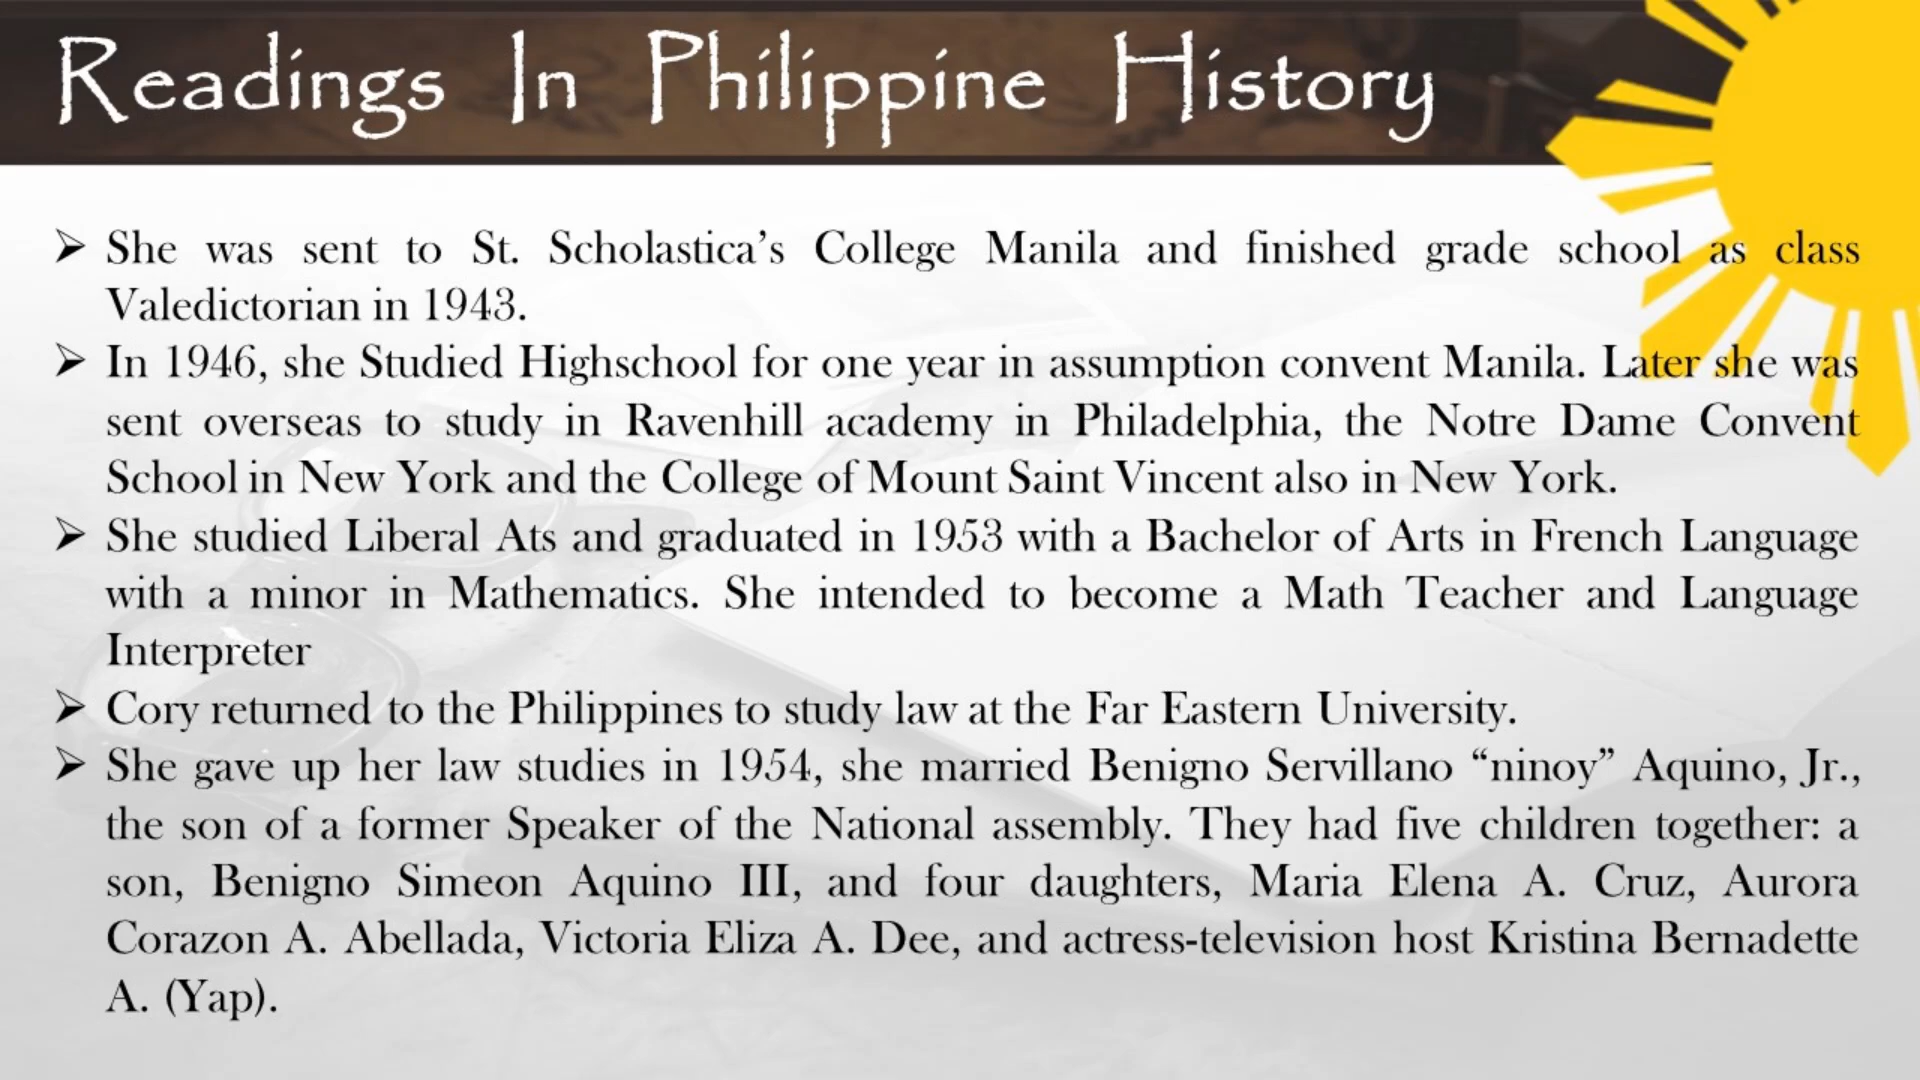 Readings In Philippine History
➢ She was sent to St. Scholastica’s College Manila and finished grade school as class
Valedictorian in 1943.
➢ In 1946, she Studied Highschool for one year in assumption convent Manila. Later she was
sent overseas to study in Ravenhill academy in Philadelphia, the Notre Dame Convent
School in New York and the College of Mount Saint Vincent also in New York.
➢ She studied Liberal Ats and graduated in 1953 with a Bachelor of Arts in French Language
with a minor in Mathematics. She intended to become a Math Teacher and Language
Interpreter
➢ Cory returned to the Philippines to study law at the Far Eastern University.
➢ She gave up her law studies in 1954, she married Benigno Servillano “ninoy” Aquino, Jr.,
the son of a former Speaker of the National assembly. They had five children together: a
son, Benigno Simeon Aquino III, and four daughters, Maria Elena A. Cruz, Aurora
Corazon A. Abellada, Victoria Eliza A. Dee, and actress-television host Kristina Bernadette
A. (Yap).